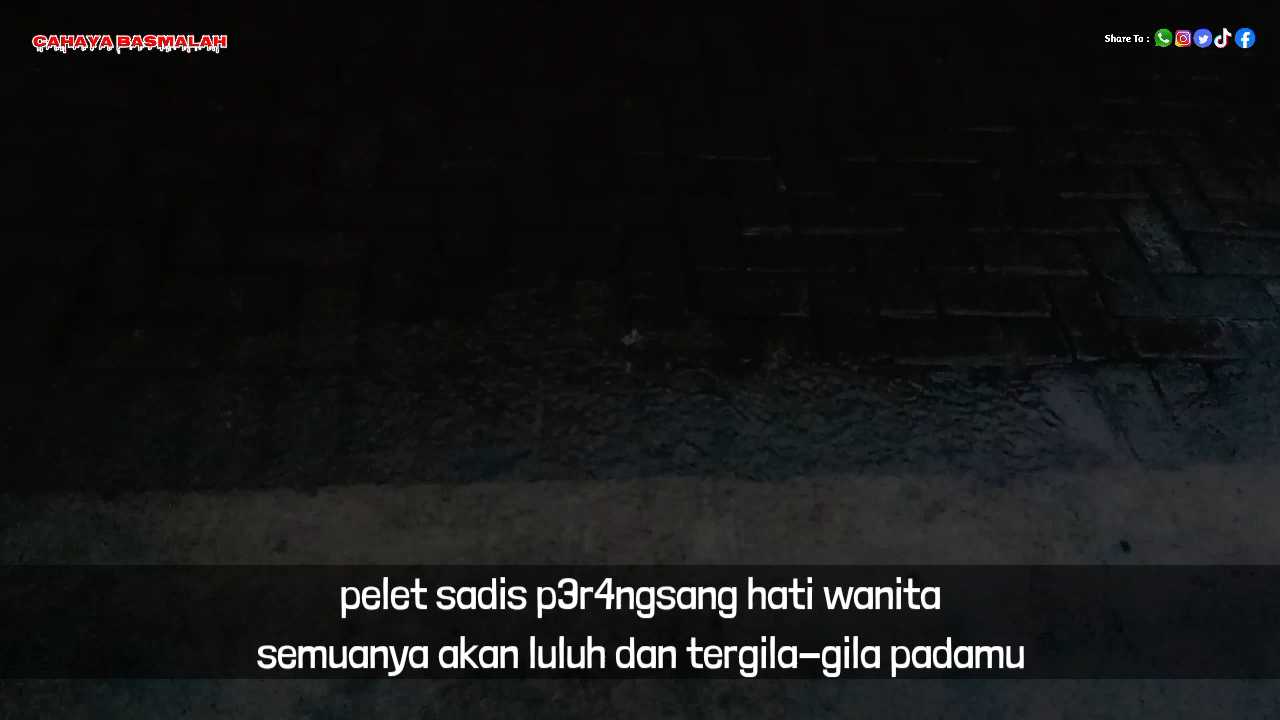 CAHAYA BASMALAH
Share To :
pelet sadis p3r4ngsang hati wanita
semuanya akan luluh dan tergila-gila padamu